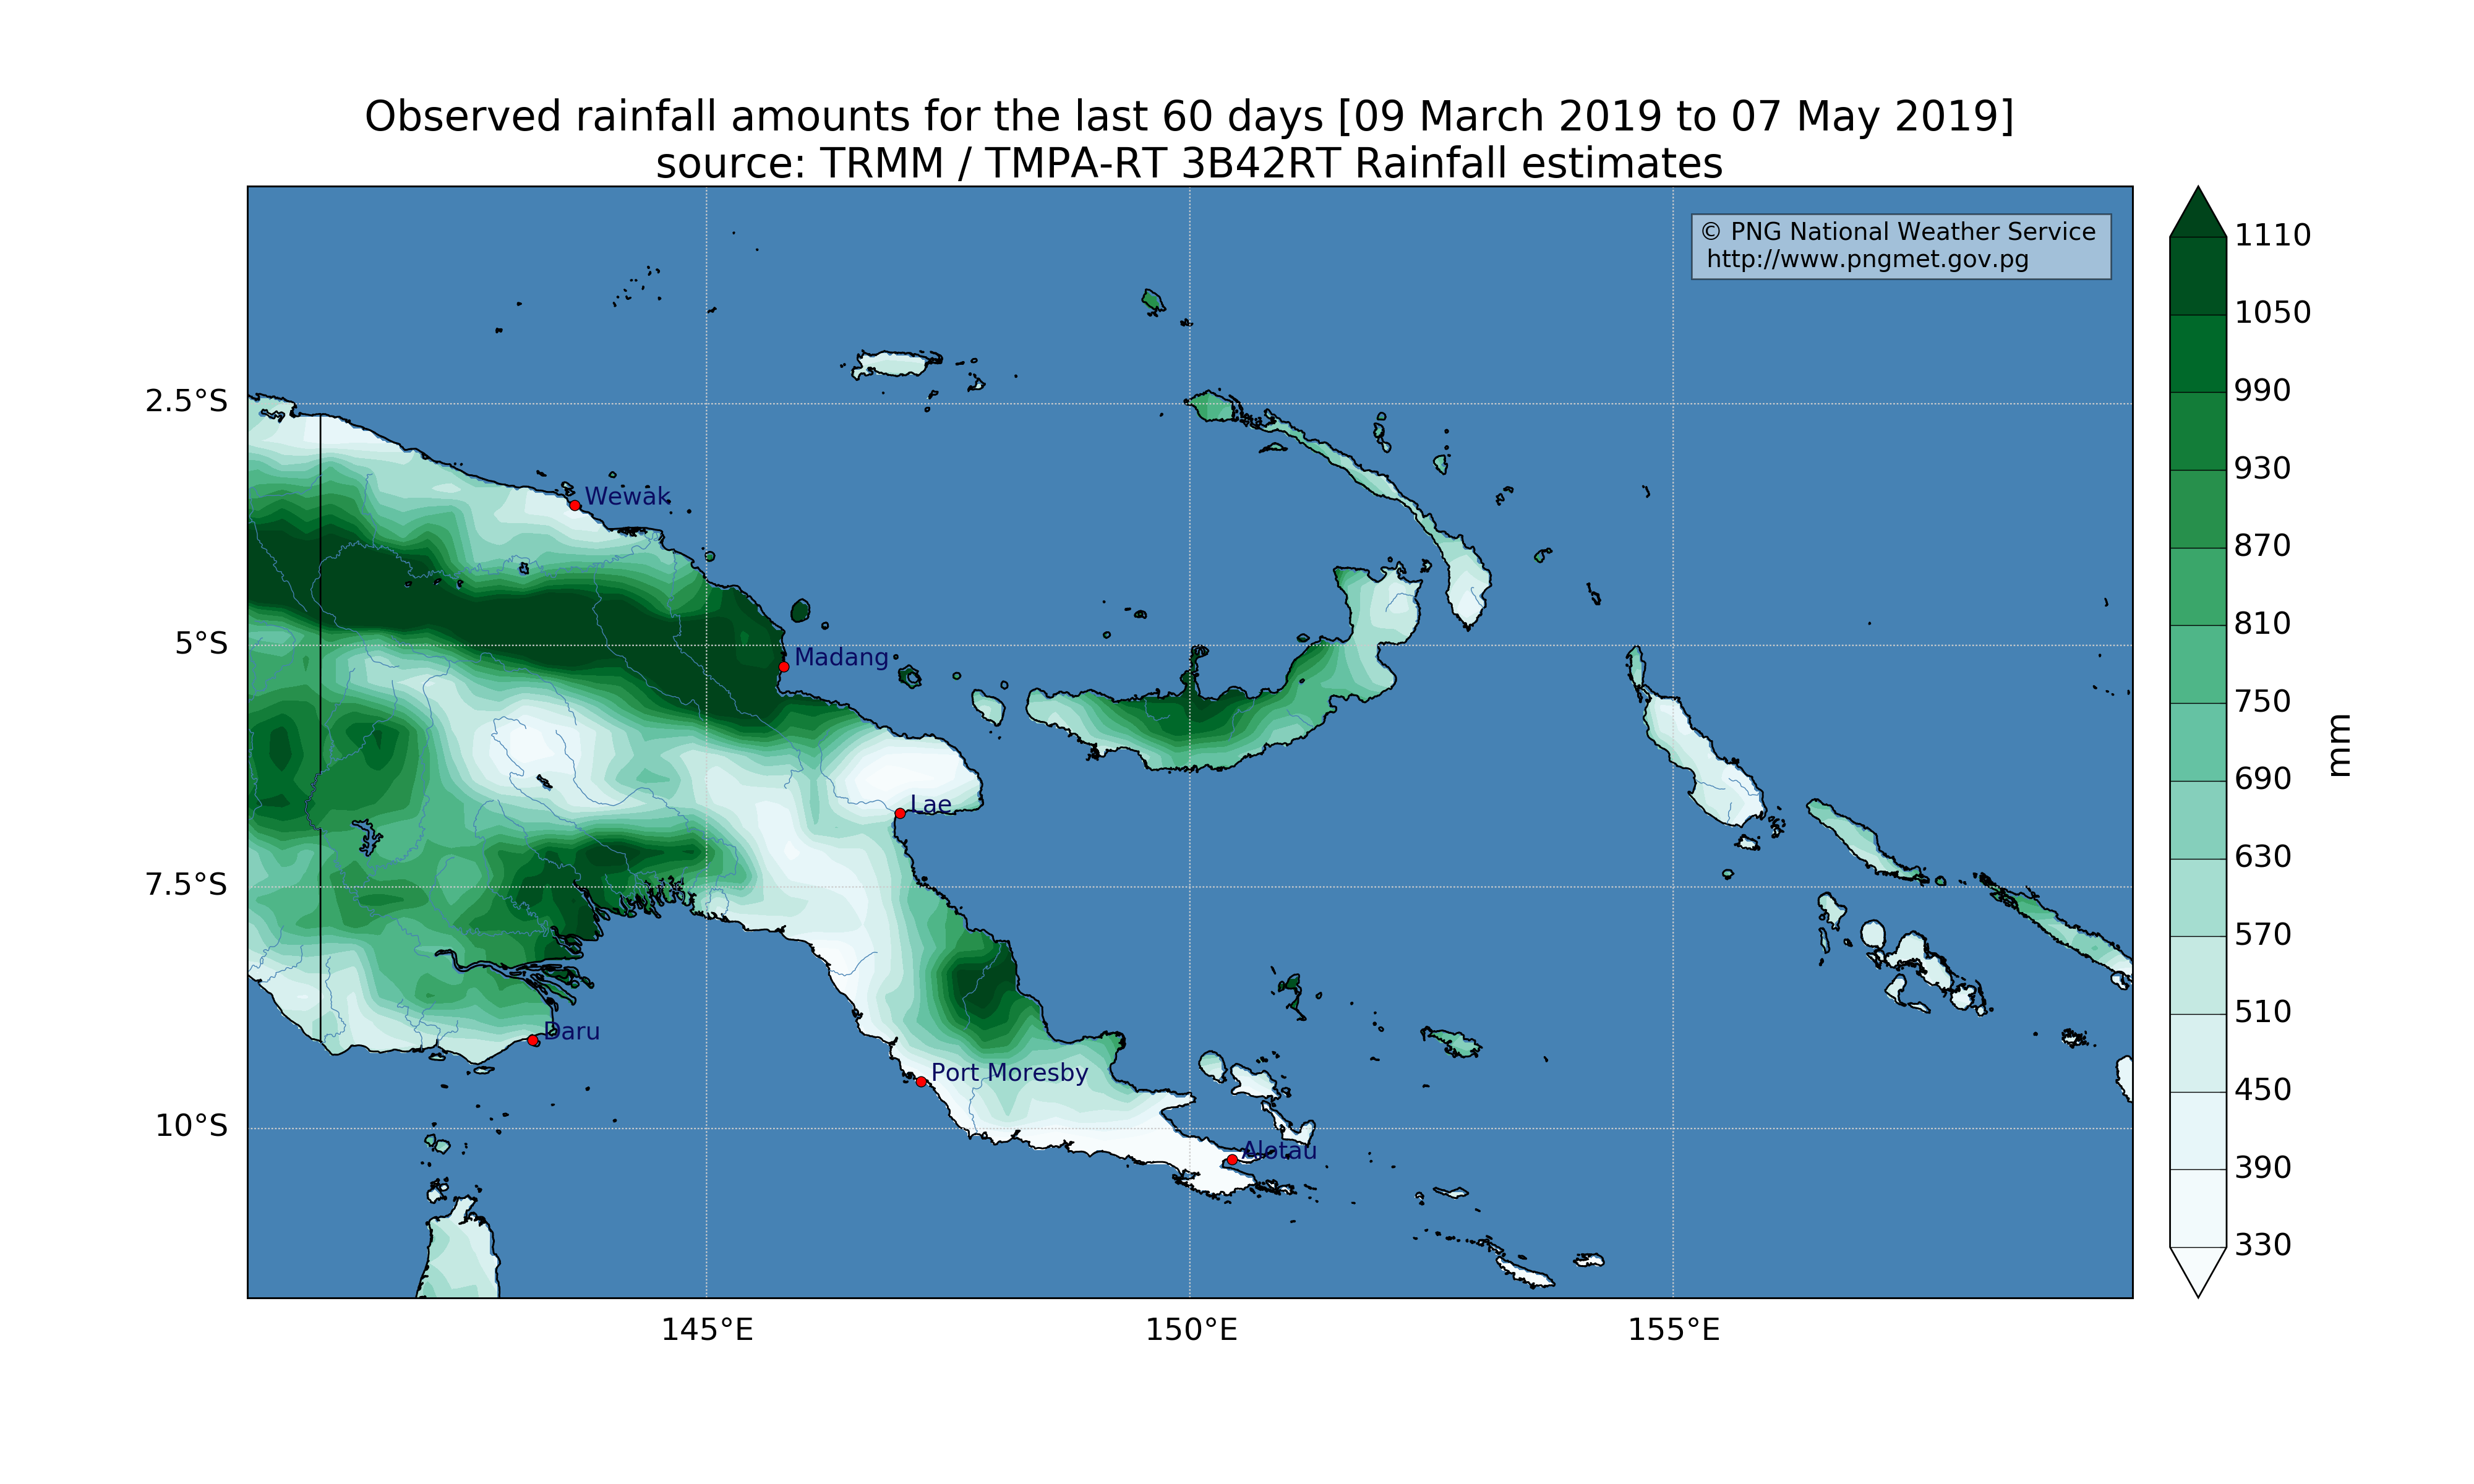 Observed rainfall amounts for the last 60 days [09 March 2019 to 07 May 2019]
source: TRMM / TMPA-RT 3B42RT Rainfall estimates
© PNG National Weather Service
http://www.pngmet.gov.pg
1110
1050
990
930
870
810
750
690
630
570
510
450
390
330
mm
2.5°S
5°S
7.5°S
10°S
Wewak
Madang
Lae
Daru
Port Moresby
Alotau
145°E
150°E
155°E